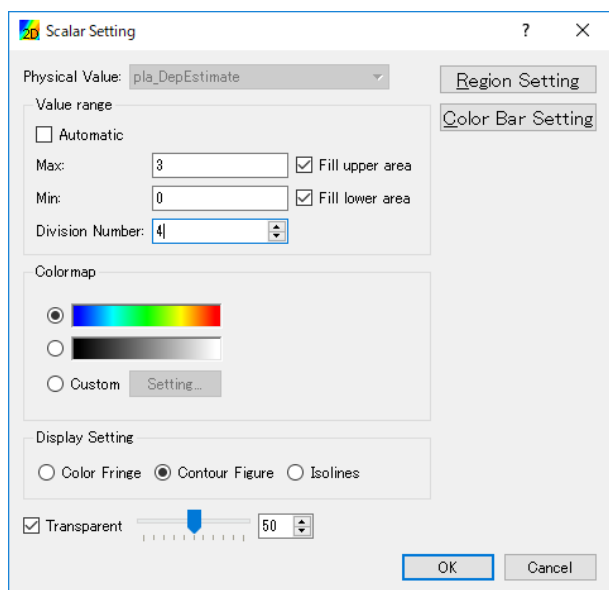 2D Scalar Setting ?
Physical Value: pla_DepEstimate
Region Setting
Color Bar Setting
Value range
Automatic
Max: 3 Fill upper area
Min: 0 Fill lower area
Division Number: 4
Colormap
Custom Setting...
Display Setting
Color Fringe Contour Figure Isolines
Transparent 50
OK Cancel